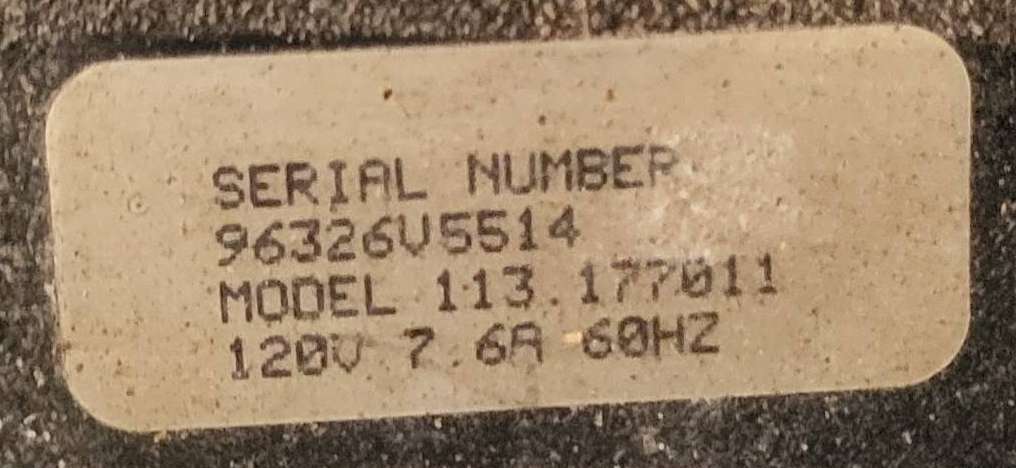 SERIAL NUMBER
96326V5514
MODEL 113.177011
120V 7.6A 60HZ